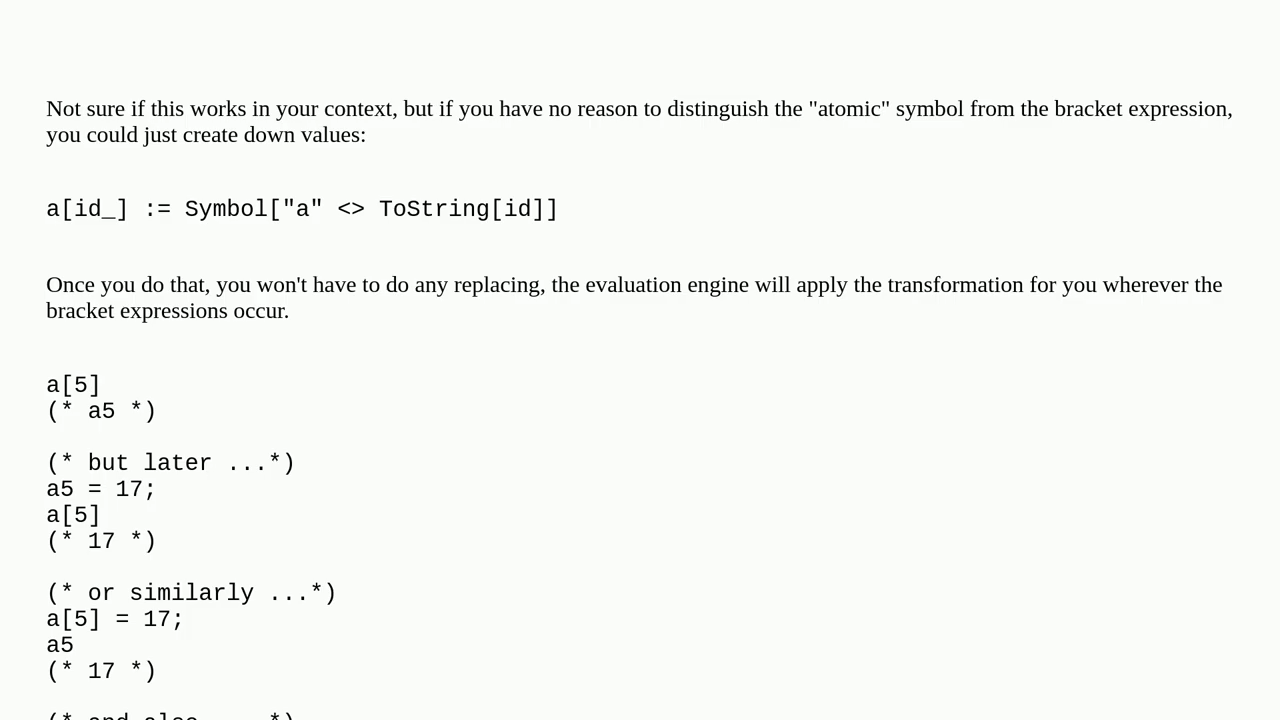 Not sure if this works in your context, but if you have no reason to distinguish the "atomic" symbol from the bracket expression,
you could just create down values:
a[id_] := Symbol["a" <> ToString[id]]
Once you do that, you won't have to do any replacing, the evaluation engine will apply the transformation for you wherever the
bracket expressions occur.
a[5]
(* a5 *)
(* but later ...*)
a5 = 17;
a[5]
(* 17 *)
(* or similarly ...*)
a[5] = 17;
a5
(* 17 *)
(* and also ...*)